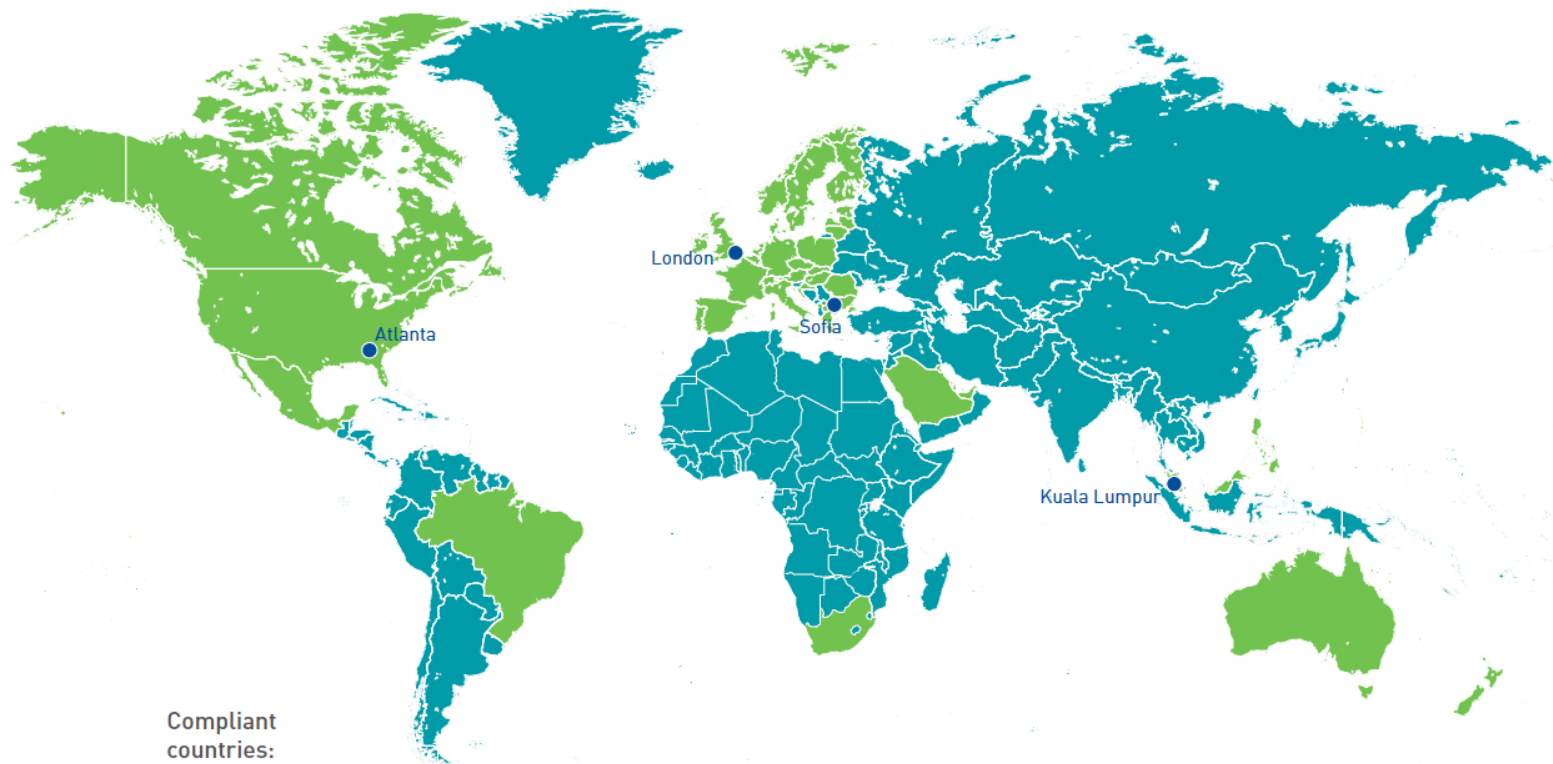 London
Sofia
Atlanta
Kuala Lumpur
Compliant
countries: